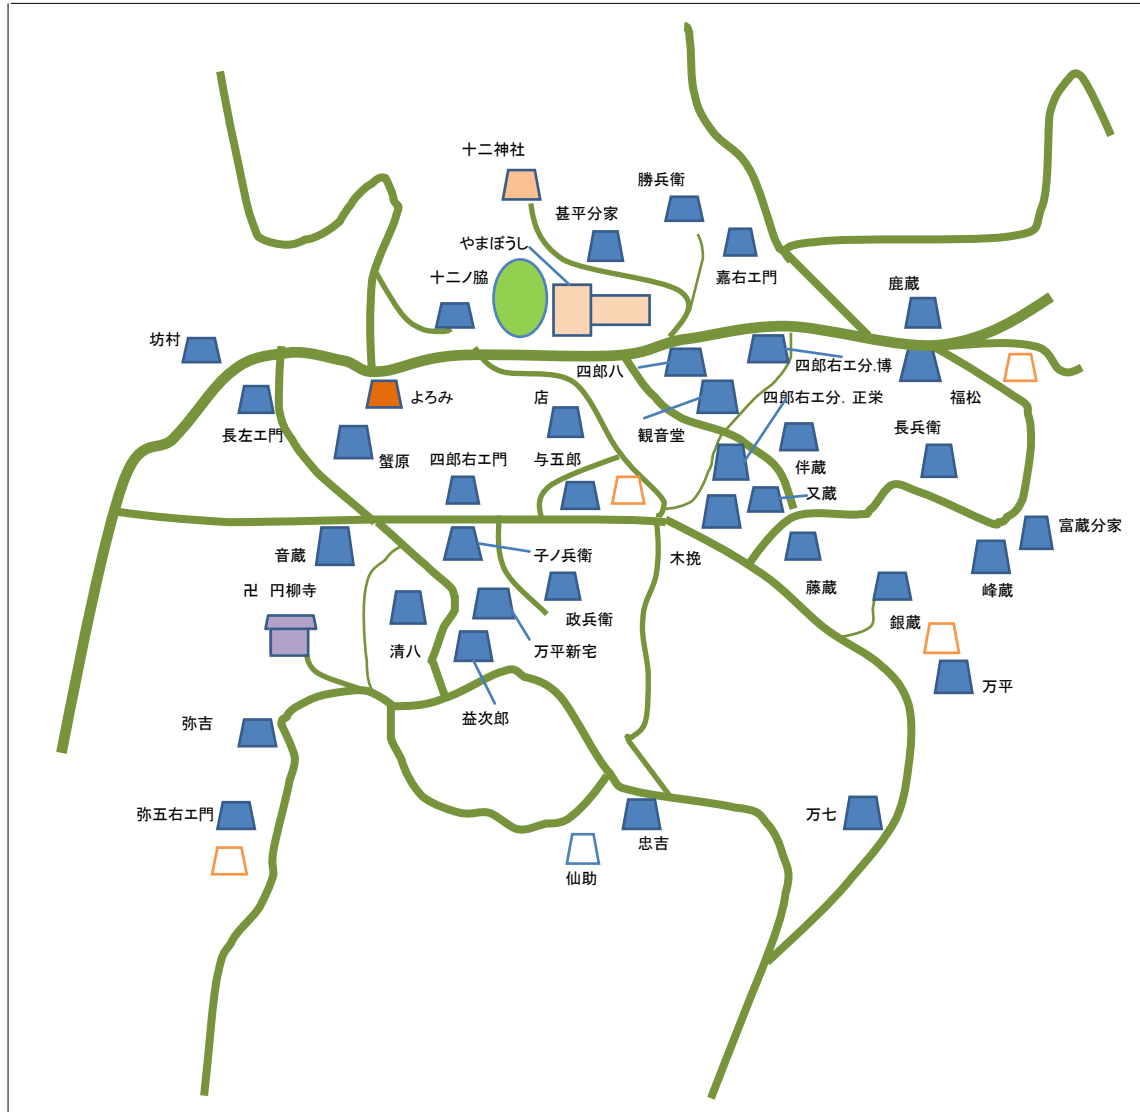 十二神社
勝兵衛
甚平分家
やまぼうし
十二ノ脇
嘉右エ門
鹿蔵
坊村
四郎八
四郎右エ分.博
よろみ
店
四郎右エ分. 正栄
福松
長左エ門
観音堂
長兵衛
蟹原
四郎右エ門
与五郎
伴蔵
又蔵
富蔵分家
音蔵
子ノ兵衛
木挽
藤蔵
峰蔵
卍 円柳寺
政兵衛
銀蔵
清八
万平新宅
万平
益次郎
弥吉
弥五右エ門
万七
忠吉
仙助